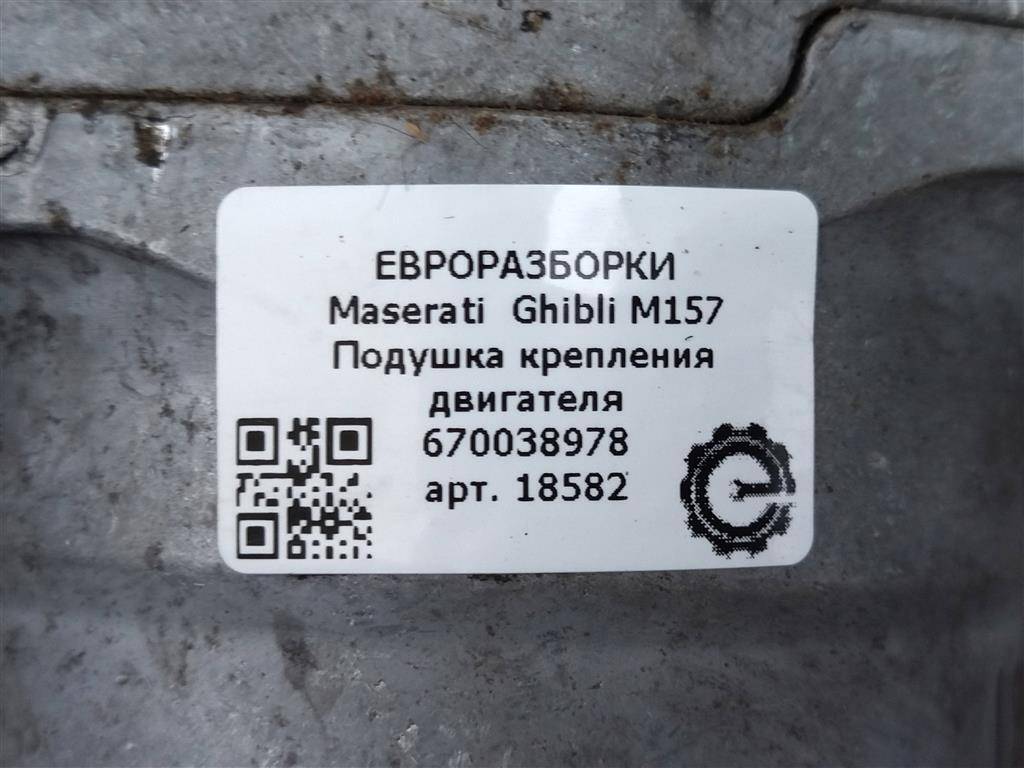 ЕВРОРАЗБОРКИ
Maserati Ghibli M157
Подушка крепления
двигателя
670038978
арт. 18582